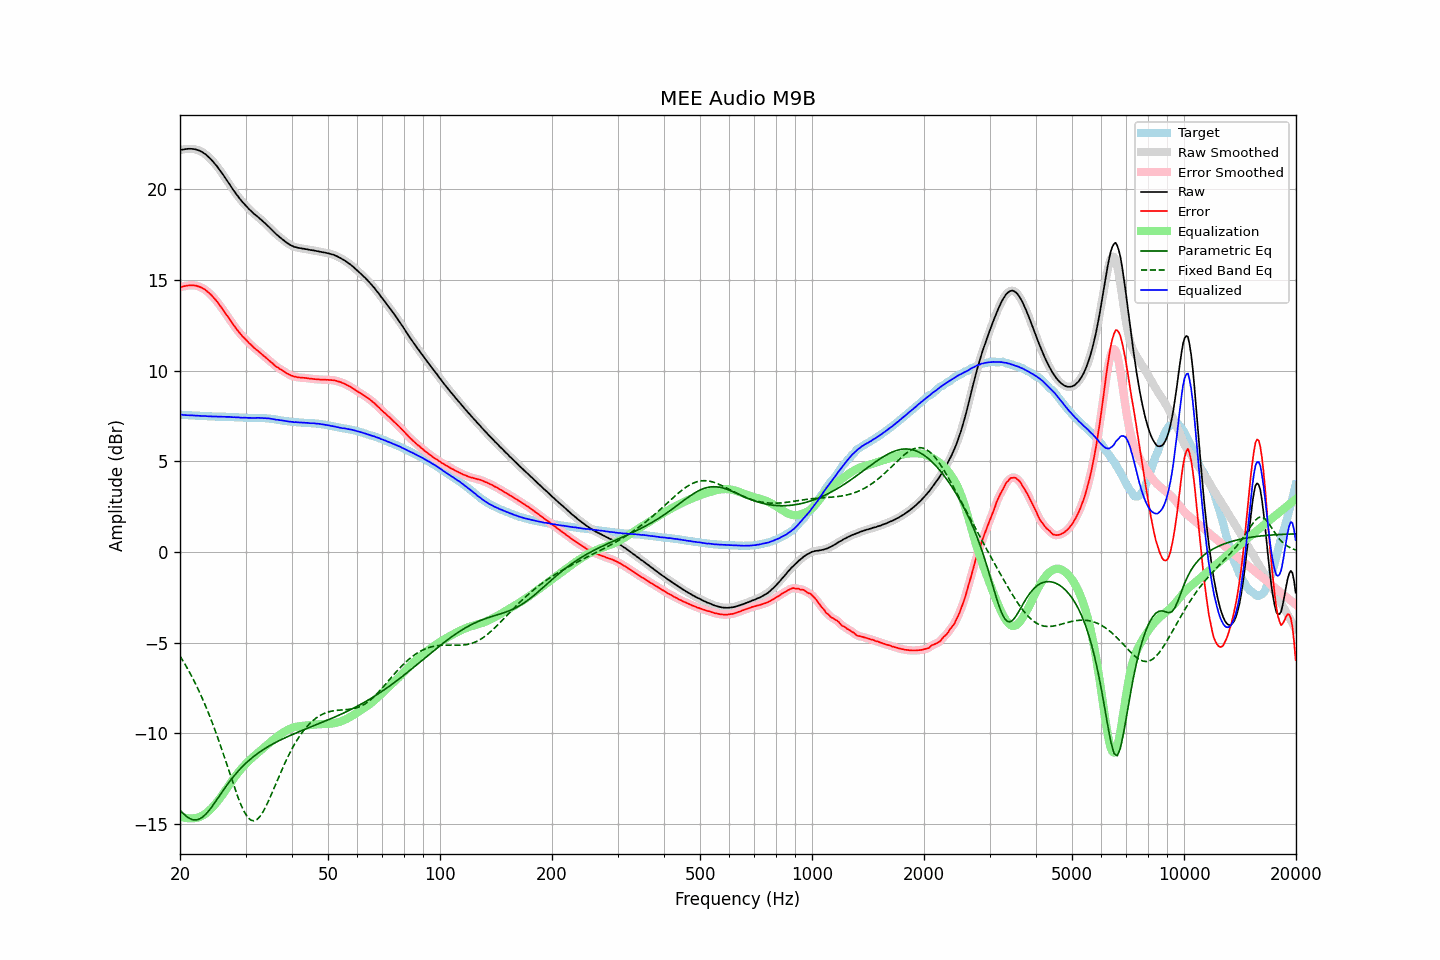 MEE Audio M9B
Target
Raw Smoothed
Error Smoothed
Raw
Error
Equalization
Parametric Eq
Fixed Band Eq
Equalized
Amplitude (dBr)
20
15
10
5
0
−5
−10
−15
20 50 100 200 500 1000 2000 5000 10000 20000
Frequency (Hz)